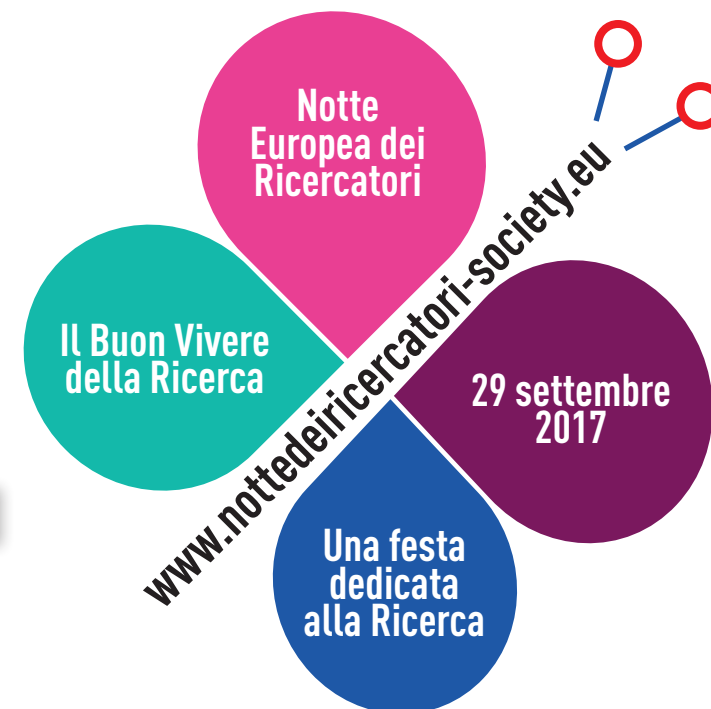 Notte
Europea dei
Ricercatori
Il Buon Vivere
della Ricerca
www.nottedeiricercatori-society.eu
29 settembre
2017
Una festa
dedicata
alla Ricerca